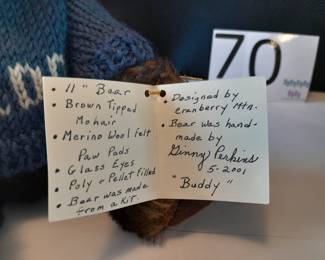 • 11" Bear
• Brown Tipped
Mohair
• Merino Wool Felt
Paw Pads
• Glass Eyes
• Poly & Pellet Filled
• Bear was made
from a Kit.
• Designed by
Cranberry Mtn.
• Bear was hand-
made by
Ginny Perkins
5-2001
"Buddy"
70